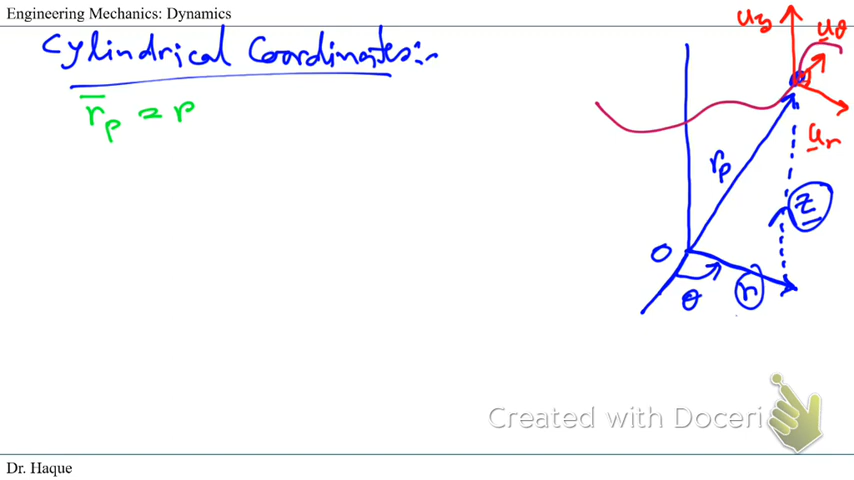 Engineering Mechanics: Dynamics
Cylindrical Coordinates:-
r̅p = r
uz
uθ
ur
rp
z
O
θ
r
Created with Doceri
Dr. Haque